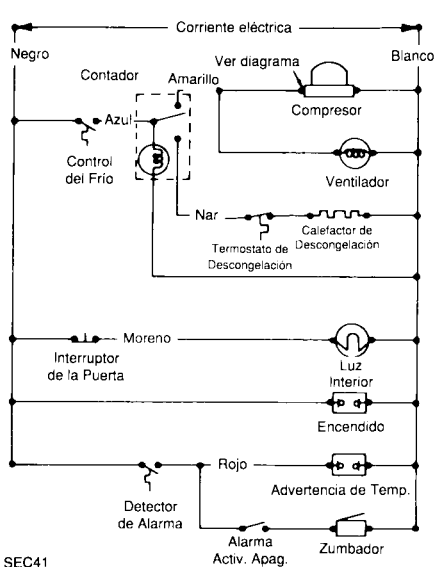 Corriente eléctrica
Negro
Blanco
Ver diagrama
Contador
Amarillo
Compresor
Azul
Control
del Frío
Ventilador
Nar
Termostato de
Descongelación
Calefactor de
Descongelación
Moreno
Interruptor
de la Puerta
Luz
Interior
Encendido
Rojo
Advertencia de Temp.
Detector
de Alarma
Alarma
Activ. Apag.
Zumbador
SEC41